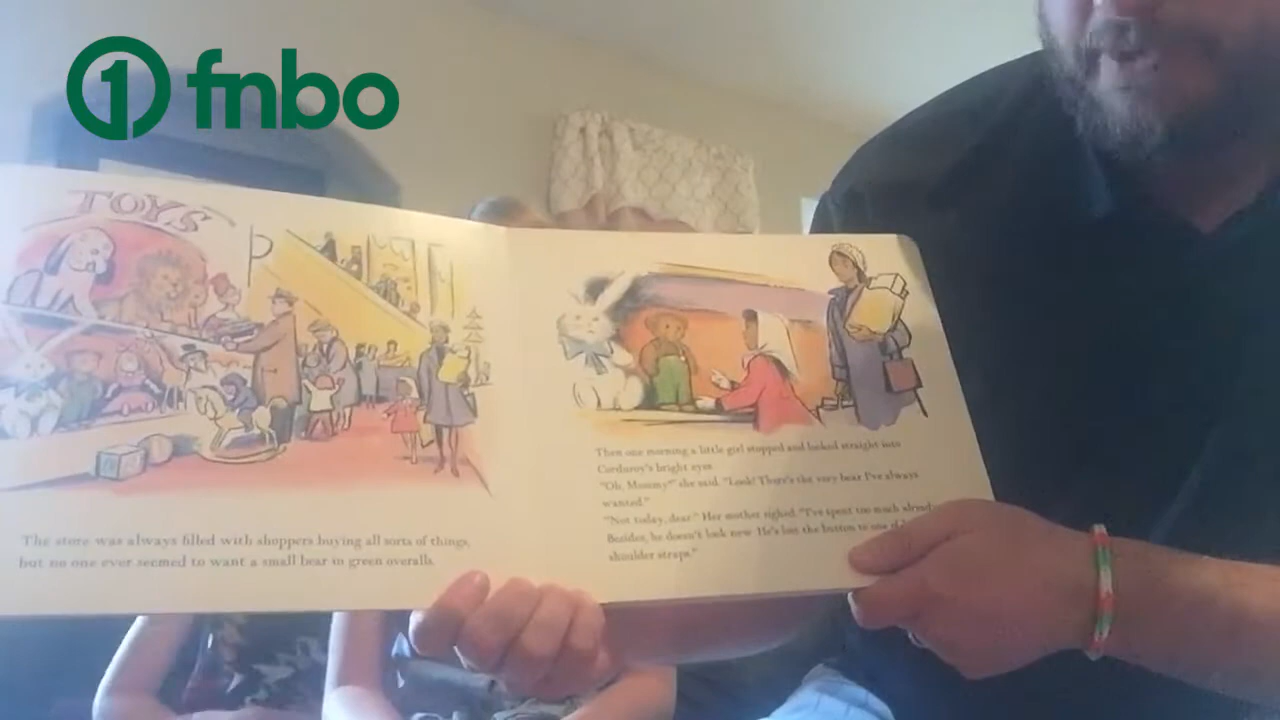 fnbo
TOYS
The store was always filled with shoppers buying all sorts of things,
but no one ever seemed to want a small bear in green overalls.
Then one morning a little girl stopped and looked straight into
Corduroy's bright eyes.
"Oh, Mommy!" she said. "Look! There's the very bear I've always
wanted."
"Not today, dear." Her mother sighed. "I've spent too much
Besides, he doesn't look new. He's lost the button to one
shoulder straps."